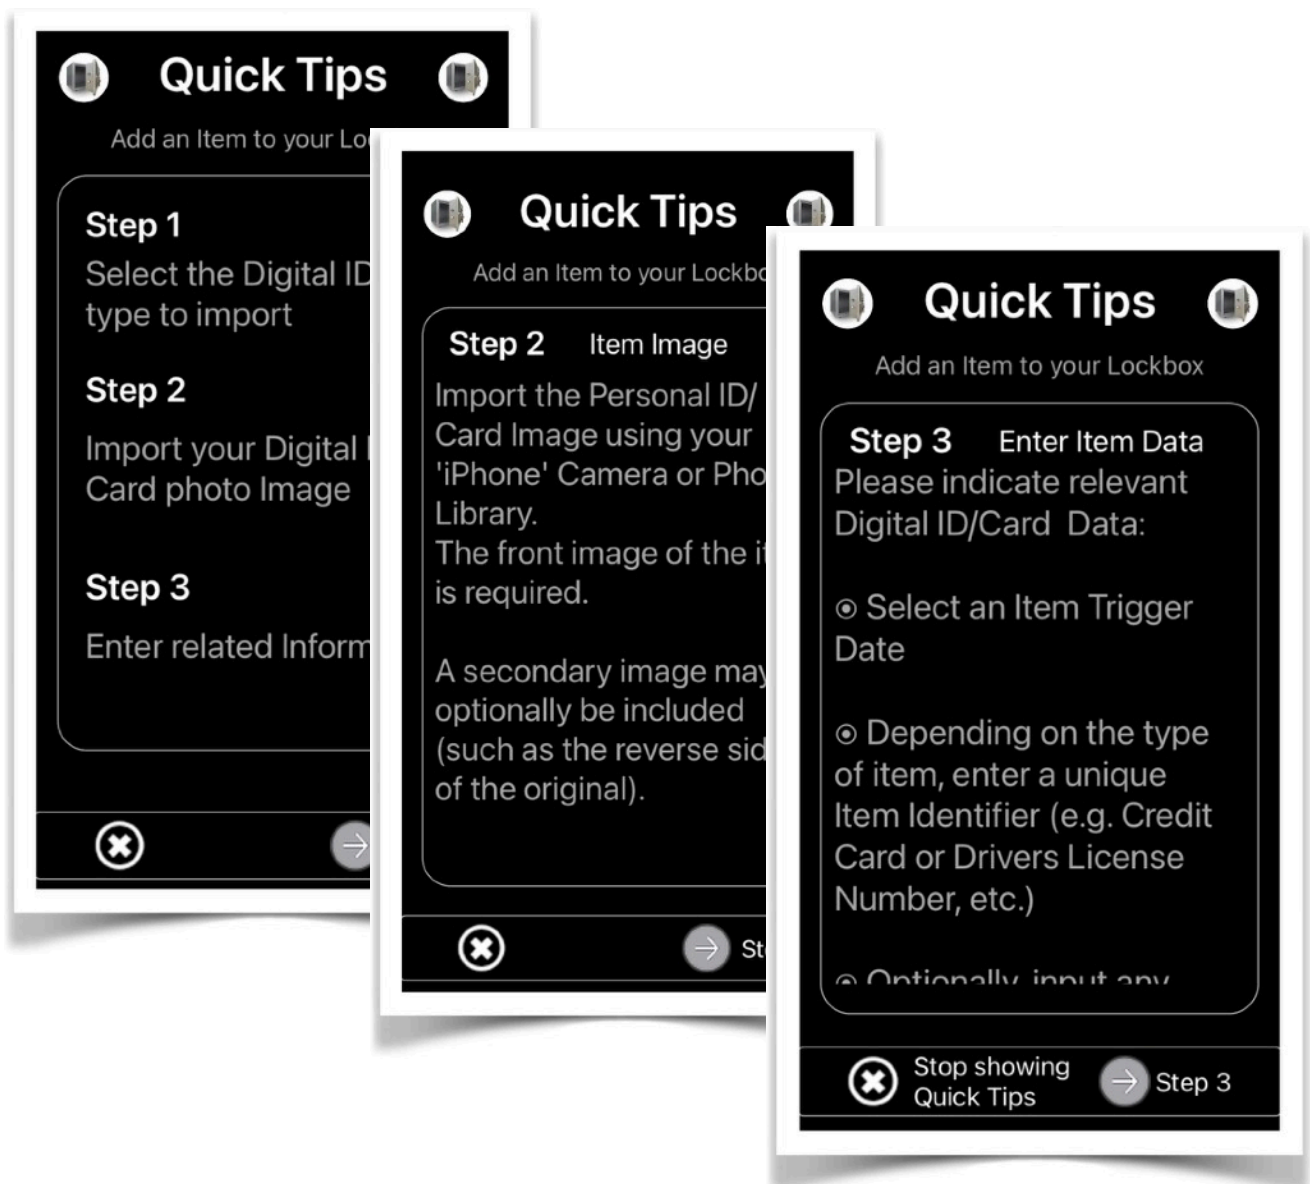 Quick Tips
Add an Item to your
Step 1
Select the Digital ID
type to import
Step 2
Import your Digital
Card photo Image
Step 3
Enter related
Quick Tips
Add an Item to your
Step 2 Item Image
Import the Personal ID/
Card Image using your
'iPhone' Camera or
Library.
The front image of the
is required.
A secondary image may
optionally be included
(such as the reverse
of the original).
Quick Tips
Add an Item to your Lockbox
Step 3 Enter Item Data
Please indicate relevant
Digital ID/Card Data:
◉ Select an Item Trigger
Date
◉ Depending on the type
of item, enter a unique
Item Identifier (e.g. Credit
Card or Drivers License
Number, etc.)
◉ Optionally, input any
Stop showing
Quick Tips
Step 3